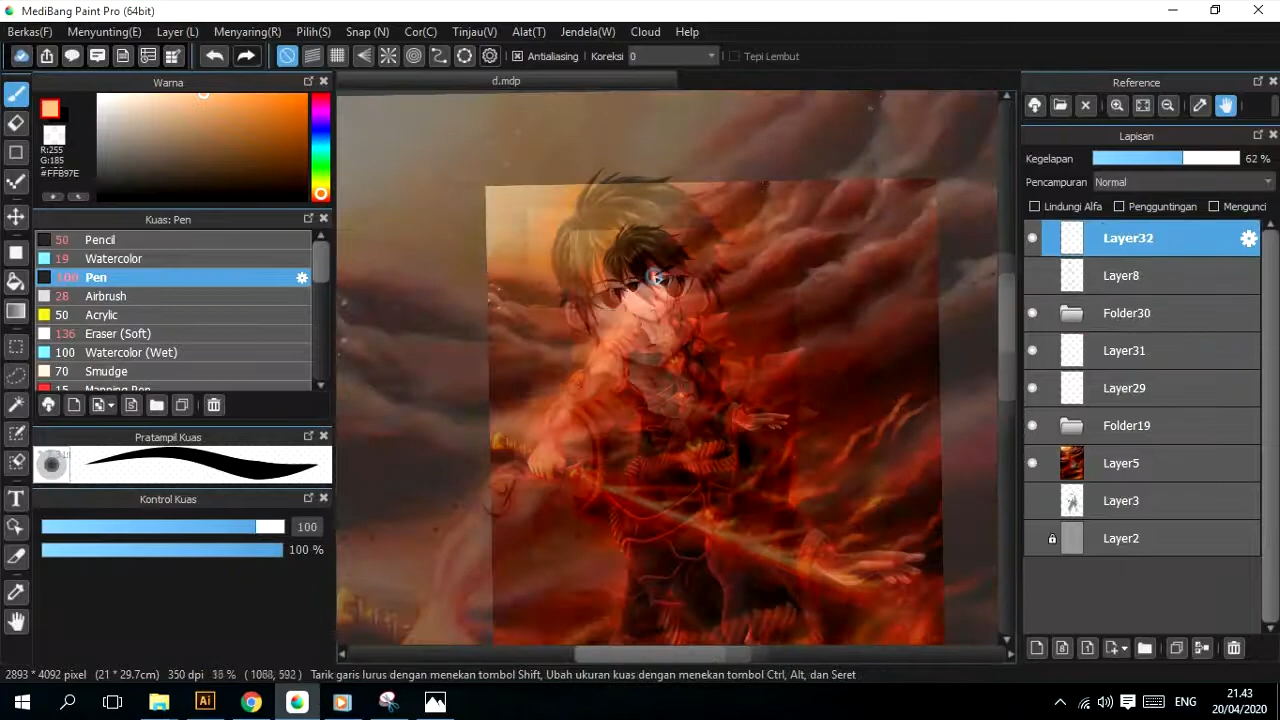 MediBang Paint Pro (64bit)
Berkas(F) Menyunting(E) Layer (L) Menyaring(R) Pilih(S) Snap (N) Cor(C) Tinjau(V) Alat(T) Jendela(W) Cloud Help
Antialiasing Koreksi 0 Tepi Lembut
Warna
d.mdp
Reference
R:255
G:185
#FFB97E
Lapisan
Kegelapan 62 %
Pencampuran Normal
Lindungi Alfa Pengguntingan Mengunci
Kuas: Pen
50 Pencil
19 Watercolor
100 Pen
28 Airbrush
50 Acrylic
136 Eraser (Soft)
100 Watercolor (Wet)
70 Smudge
15 Mapping Pen
Layer32
Layer8
Folder30
Layer31
Layer29
Folder19
Layer5
Layer3
Layer2
Pratampil Kuas
Kontrol Kuas
100
100 %
2893 * 4092 pixel (21 * 29.7cm) 350 dpi ( 1088, 592 ) Tarik garis lurus dengan menekan tombol Shift, Ubah ukuran kuas dengan menekan tombol Ctrl, Alt, dan Seret
Ai
ENG
21.43
20/04/2020